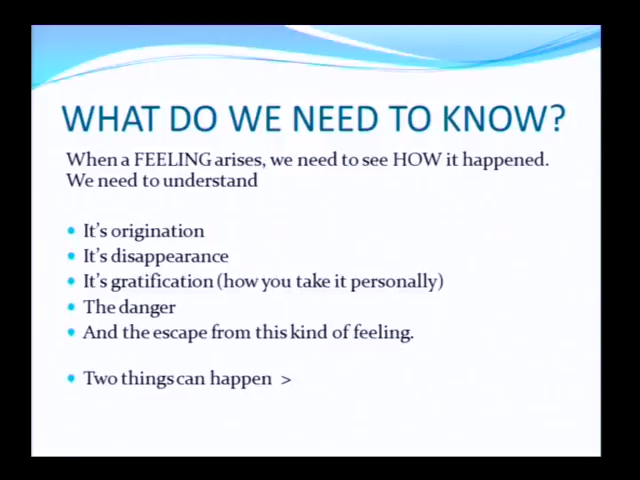 WHAT DO WE NEED TO KNOW?
When a FEELING arises, we need to see HOW it happened.
We need to understand
It's origination
It's disappearance
It's gratification (how you take it personally)
The danger
And the escape from this kind of feeling.
Two things can happen >